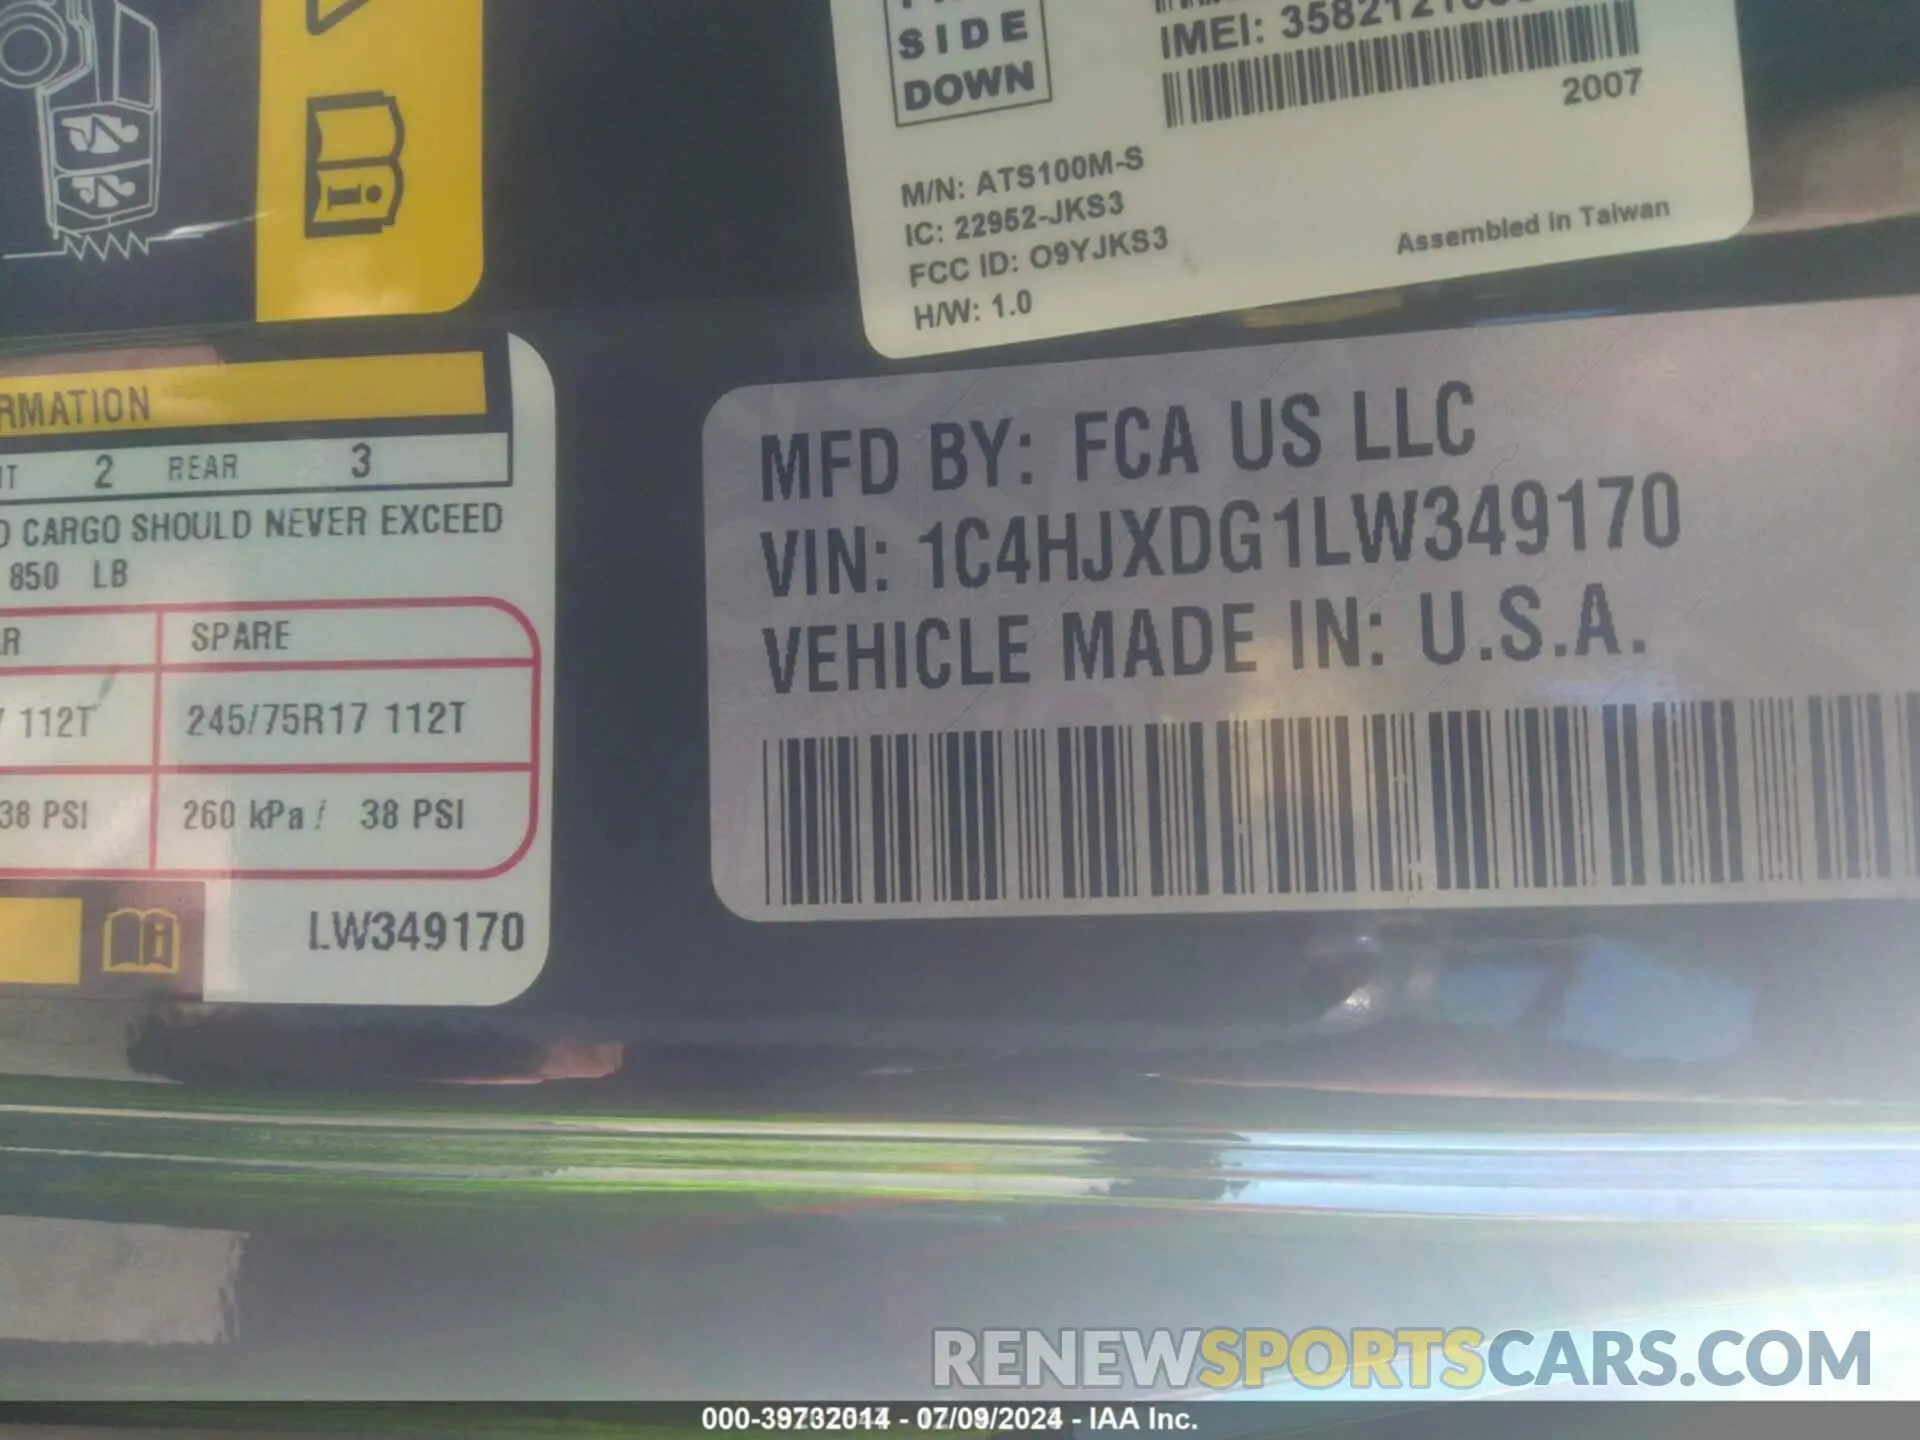 SIDE
DOWN
IMEI:
2007
M/N: ATS100M-S
IC: 22952-JKS3
FCC ID: O9YJKS3
H/W: 1.0
Assembled in Taiwan
RMATION
2 REAR 3
CARGO SHOULD NEVER EXCEED
850 LB
SPARE
112T 245/75R17 112T
38 PSI 260 kPa / 38 PSI
LW349170
MFD BY: FCA US LLC
VIN: 1C4HJXDG1LW349170
VEHICLE MADE IN: U.S.A.
RENEWSPORTSCARS.COM
07/09/2024 - IAA Inc.